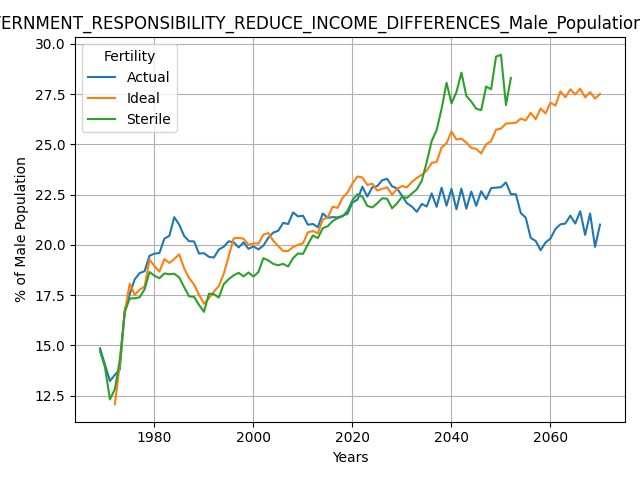 ERNMENT_RESPONSIBILITY_REDUCE_INCOME_DIFFERENCES_Male_Population
30.0
27.5
25.0
22.5
20.0
17.5
15.0
12.5
% of Male Population
Fertility
Actual
Ideal
Sterile
1980
2000
2020
2040
2060
Years